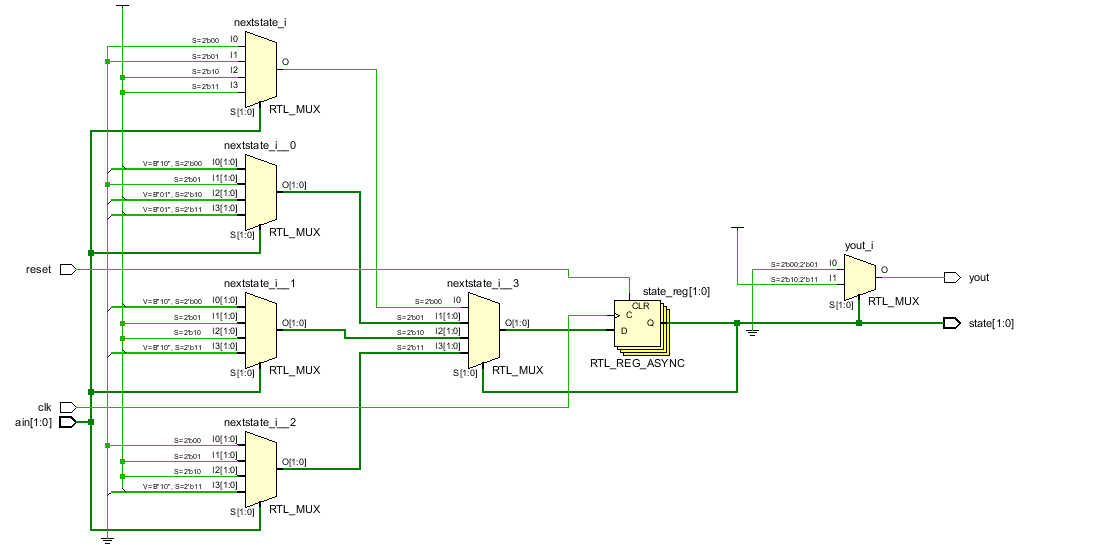 nextstate_i
S=2'b00 I0
S=2'b01 I1
S=2'b10 I2
S=2'b11 I3
O
S[1:0]
RTL_MUX
nextstate_i__0
V=B"10", S=2'b00 I0[1:0]
S=2'b01 I1[1:0]
V=B"01", S=2'b10 I2[1:0]
V=B"01", S=2'b11 I3[1:0]
O[1:0]
S[1:0]
RTL_MUX
reset
nextstate_i__1
V=B"10", S=2'b00 I0[1:0]
S=2'b01 I1[1:0]
S=2'b10 I2[1:0]
V=B"10", S=2'b11 I3[1:0]
O[1:0]
S[1:0]
RTL_MUX
nextstate_i__3
S=2'b00 I0
S=2'b01 I1[1:0]
S=2'b10 I2[1:0]
S=2'b11 I3[1:0]
O[1:0]
S[1:0]
RTL_MUX
state_reg[1:0]
CLR
C
D
Q
RTL_REG_ASYNC
yout_i
S=2'b00;2'b01 I0
S=2'b10;2'b11 I1
O
S[1:0]
RTL_MUX
yout
state[1:0]
clk
ain[1:0]
nextstate_i__2
S=2'b00 I0[1:0]
S=2'b01 I1[1:0]
S=2'b10 I2[1:0]
V=B"10", S=2'b11 I3[1:0]
O[1:0]
S[1:0]
RTL_MUX